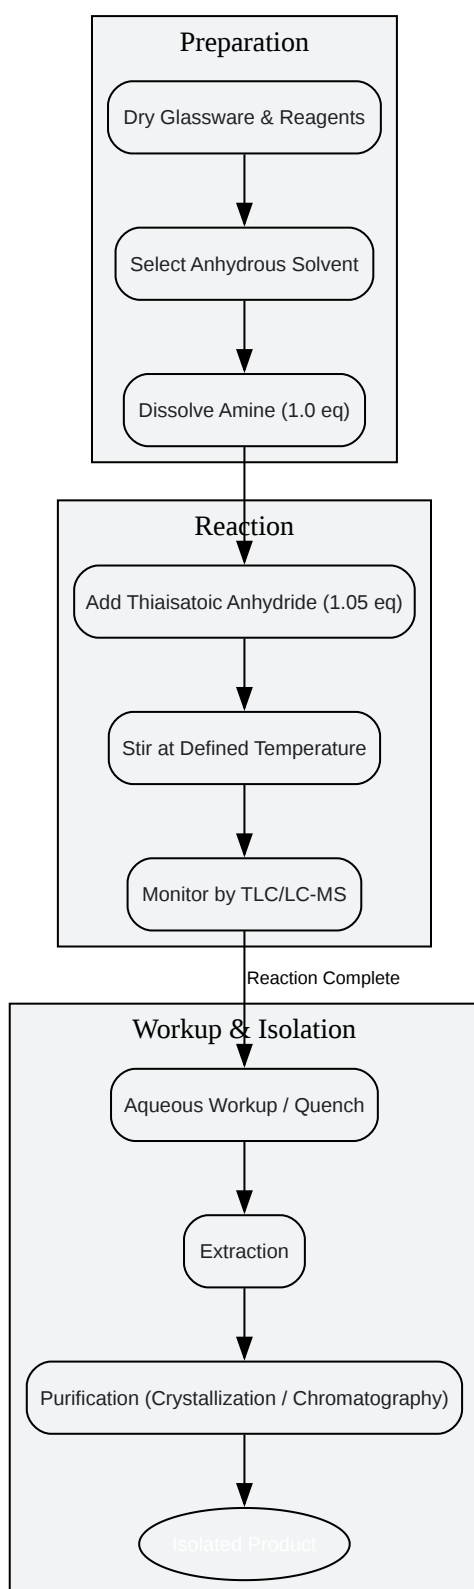 Preparation
Dry Glassware & Reagents
Select Anhydrous Solvent
Dissolve Amine (1.0 eq)
Reaction
Add Thiaisatoic Anhydride (1.05 eq)
Stir at Defined Temperature
Monitor by TLC/LC-MS
Reaction Complete
Workup & Isolation
Aqueous Workup / Quench
Extraction
Purification (Crystallization / Chromatography)
Isolated Product